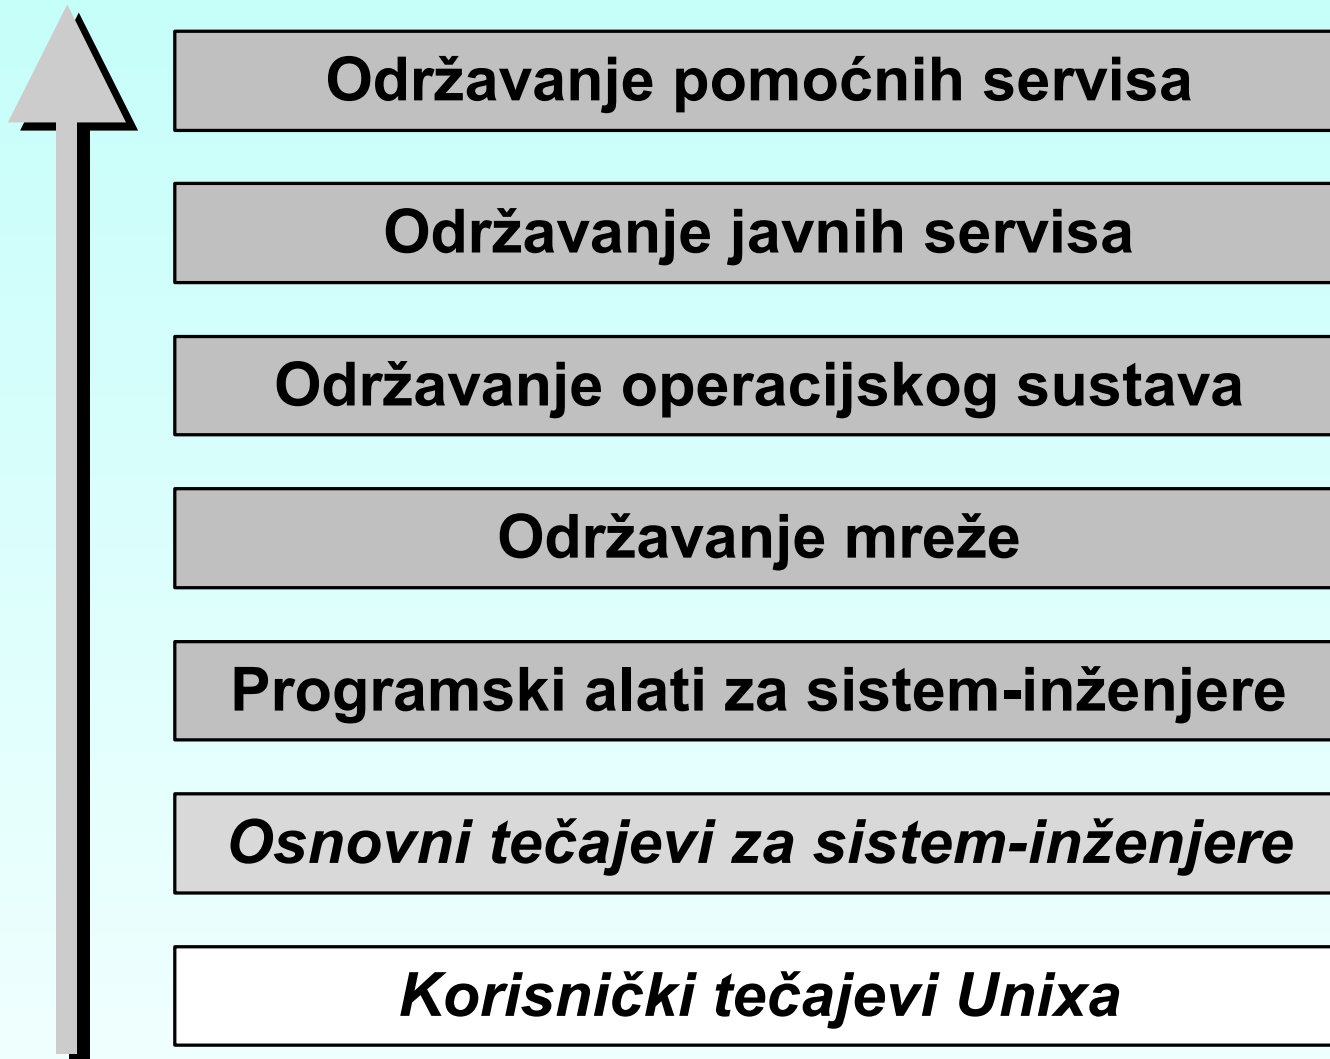 Održavanje pomoćnih servisa
Održavanje javnih servisa
Održavanje operacijskog sustava
Održavanje mreže
Programski alati za sistem-inženjere
Osnovni tečajevi za sistem-inženjere
Korisnički tečajevi Unixa